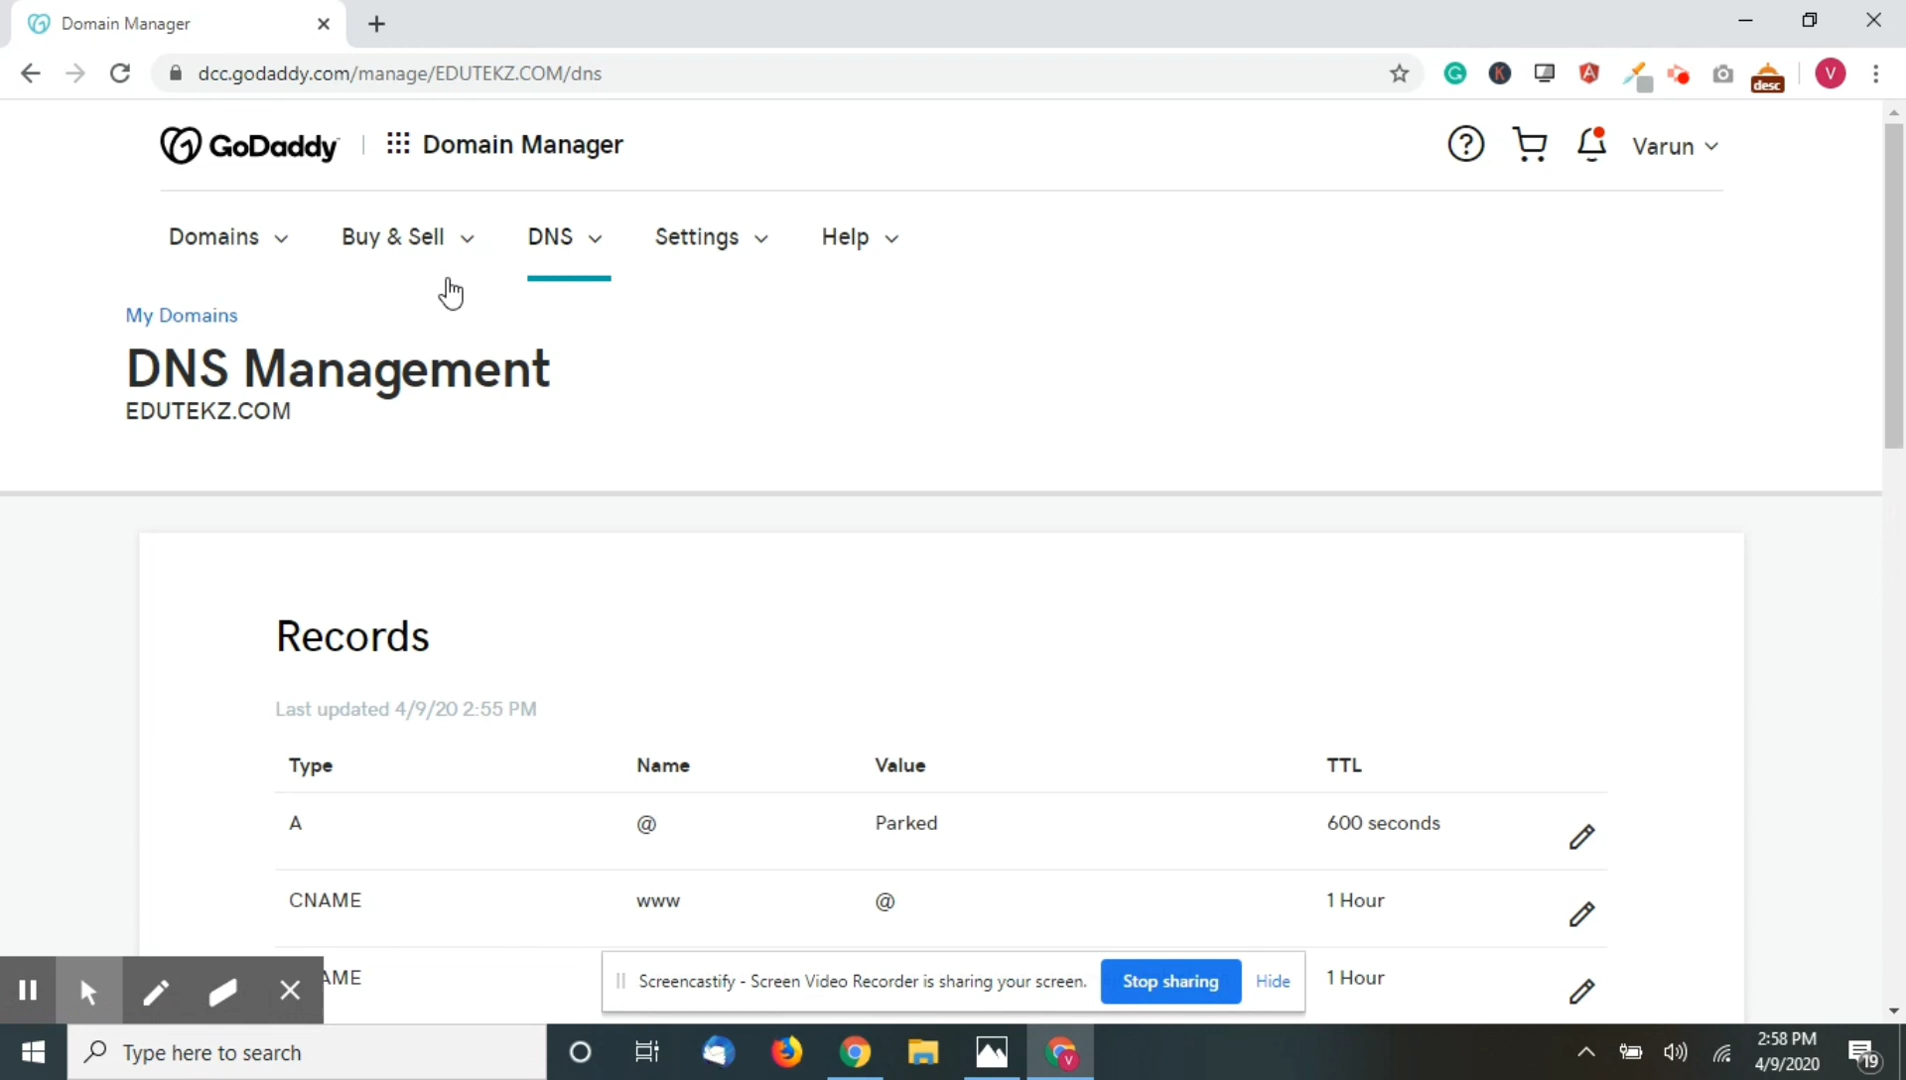 Domain Manager
dcc.godaddy.com/manage/EDUTEKZ.COM/dns
K
desc
V
GoDaddy
Domain Manager
Varun
Domains
Buy & Sell
DNS
Settings
Help
My Domains
DNS Management
EDUTEKZ.COM
Records
Last updated 4/9/20 2:55 PM
Type Name Value TTL
A @ Parked 600 seconds
CNAME www @ 1 Hour
AME 1 Hour
Screencastify - Screen Video Recorder is sharing your screen.
Stop sharing
Hide
Type here to search
V
2:58 PM
4/9/2020
19